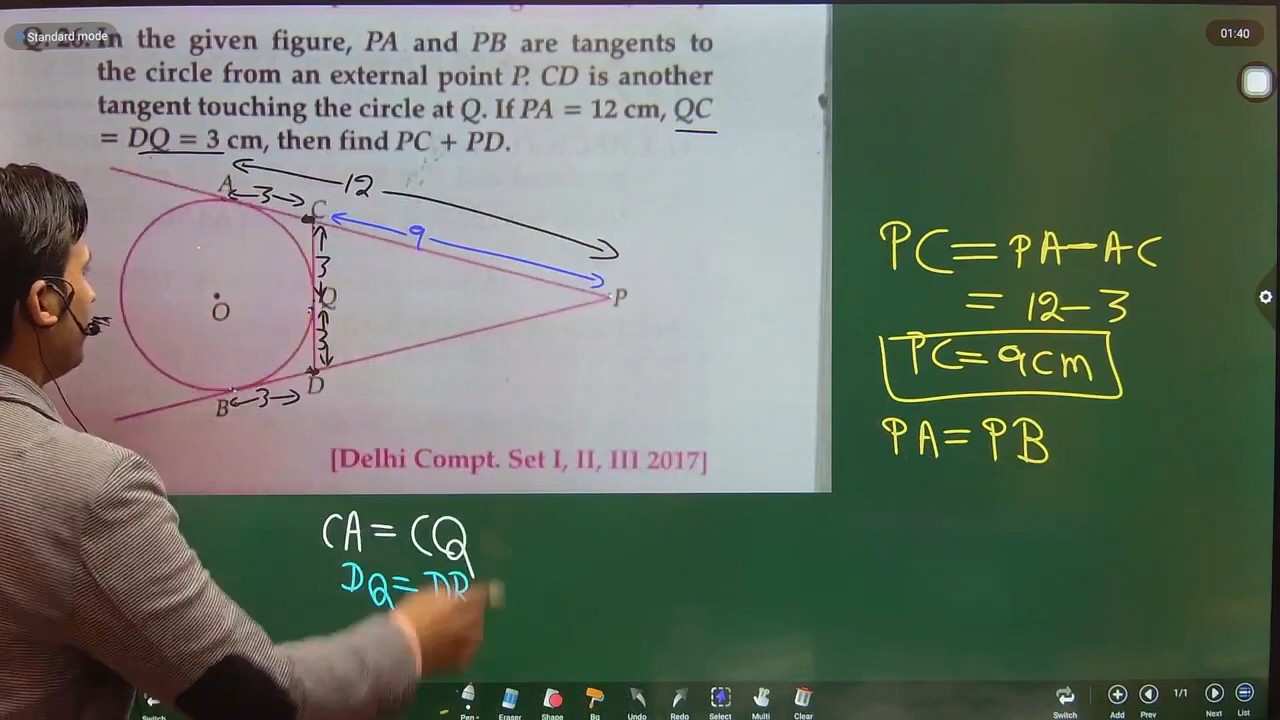 Standard mode
01:40
Q. 26. In the given figure, PA and PB are tangents to
the circle from an external point P. CD is another
tangent touching the circle at Q. If PA = 12 cm, QC
= DQ = 3 cm, then find PC + PD.
A
3
12
C
9
3
Q
P
O
3
D
B
3
[Delhi Compt. Set I, II, III 2017]
PC = PA - AC
= 12 - 3
PC = 9cm
PA = PB
CA = CQ
DQ =
Switch
Pen
Eraser
Shape
Bg
Undo
Redo
Select
Multi
Clear
Switch
Add
Prev
1/1
Next
List